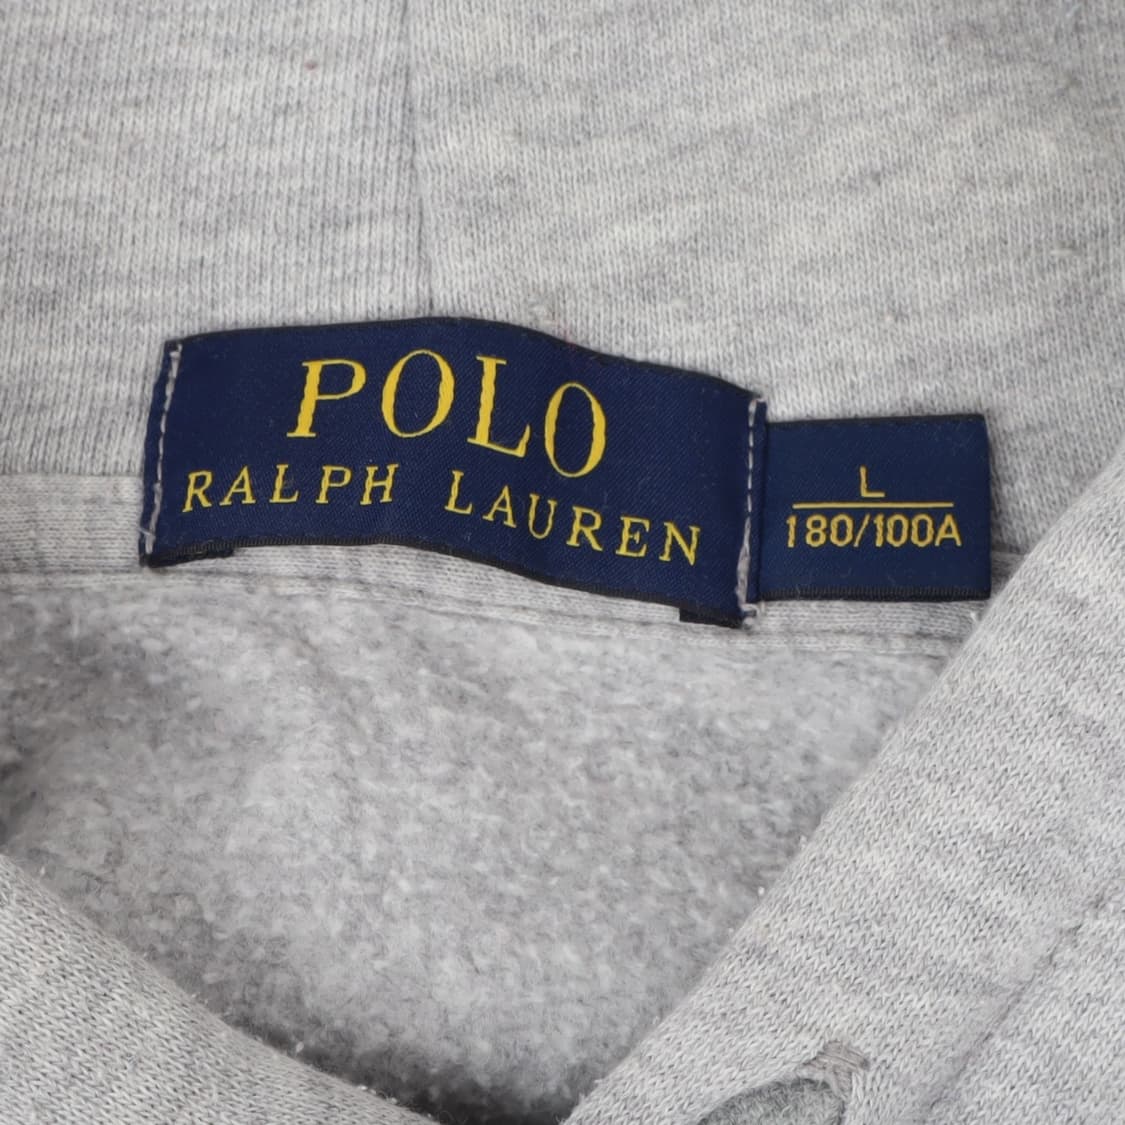 POLO
RALPH LAUREN
L
180/100A